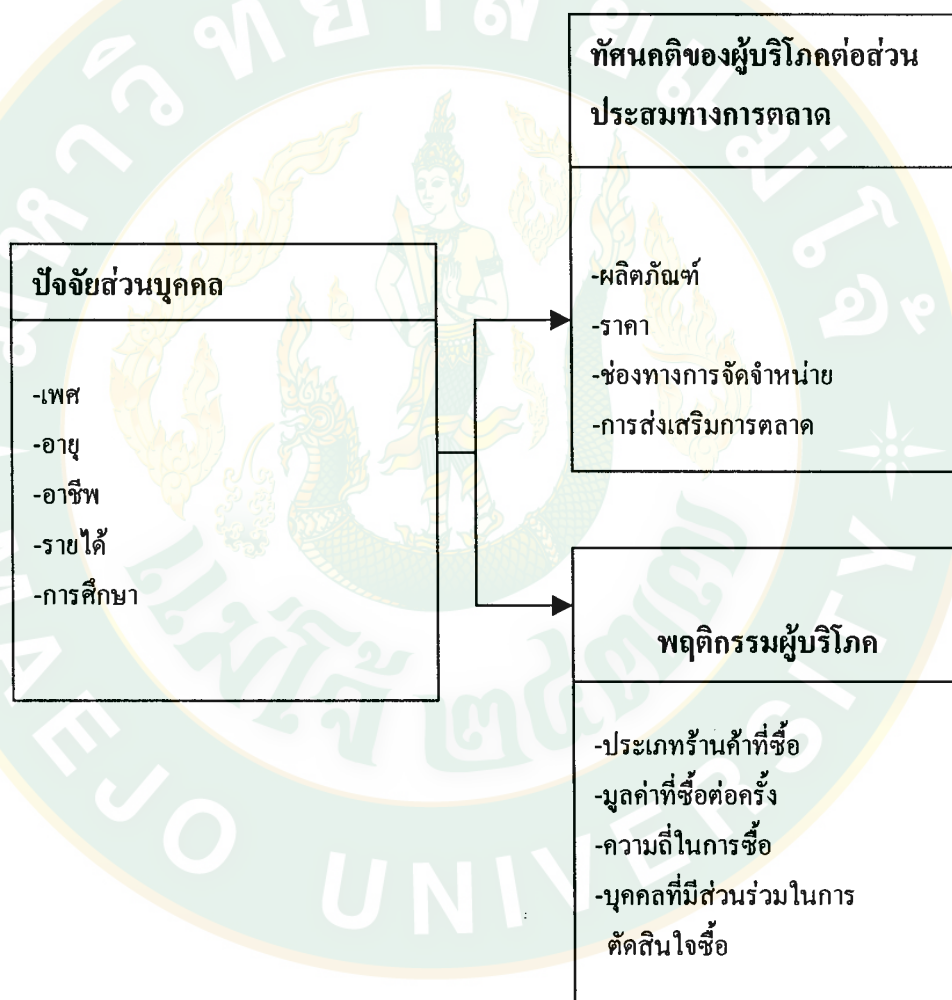 ทัศนคติของผู้บริโภคต่อส่วน
ประสมทางการตลาด
-ผลิตภัณฑ์
-ราคา
-ช่องทางการจัดจำหน่าย
-การส่งเสริมการตลาด
ปัจจัยส่วนบุคคล
-เพศ
-อายุ
-อาชีพ
-รายได้
-การศึกษา
พฤติกรรมผู้บริโภค
-ประเภทร้านค้าที่ซื้อ
-มูลค่าที่ซื้อต่อครั้ง
-ความถี่ในการซื้อ
-บุคคลที่มีส่วนร่วมในการ
ตัดสินใจซื้อ
แม่โจ้ ๒๔๗๗
UNIVERSITY